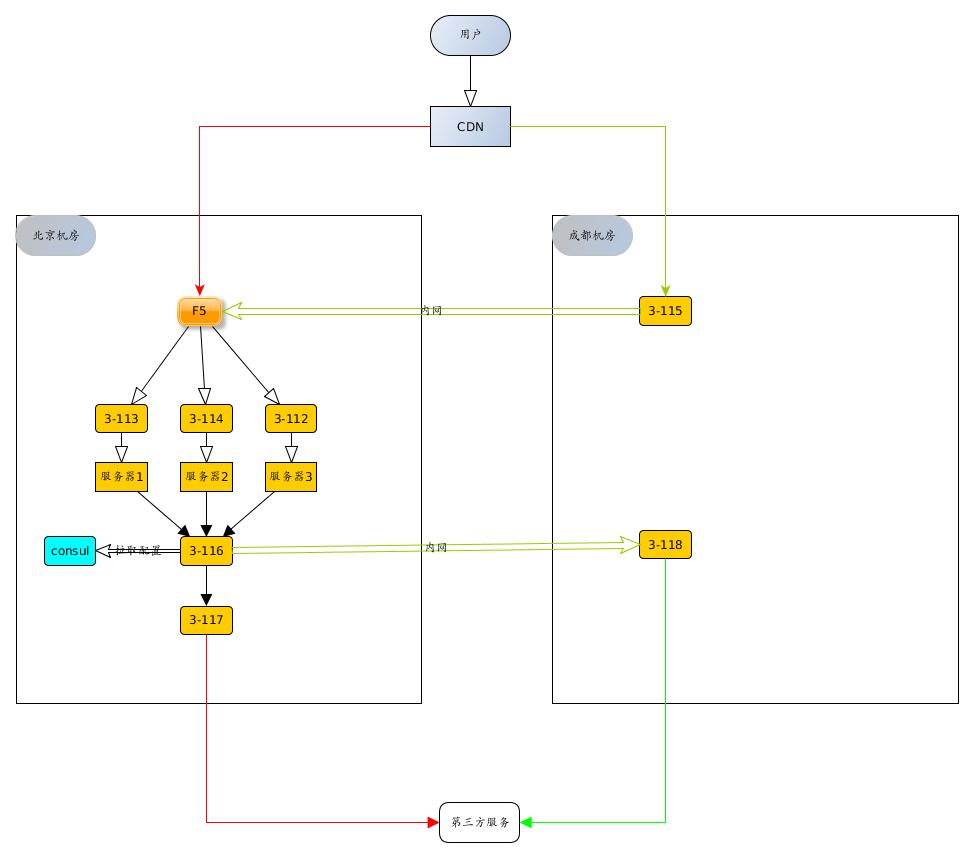 用户
CDN
北京机房
成都机房
F5
内网
3-115
3-113
3-114
3-112
服务器1
服务器2
服务器3
consul
拉取配置
3-116
内网
3-118
3-117
第三方服务